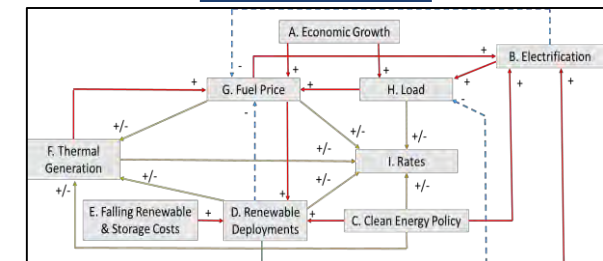 A. Economic Growth
B. Electrification
-
+
+
+
G. Fuel Price
+
H. Load
+
+
+
-
-
+/-
+/-
+/-
F. Thermal
Generation
I. Rates
+/-
+/-
+/-
+/-
+
E. Falling Renewable
& Storage Costs
+
D. Renewable
Deployments
+
C. Clean Energy Policy